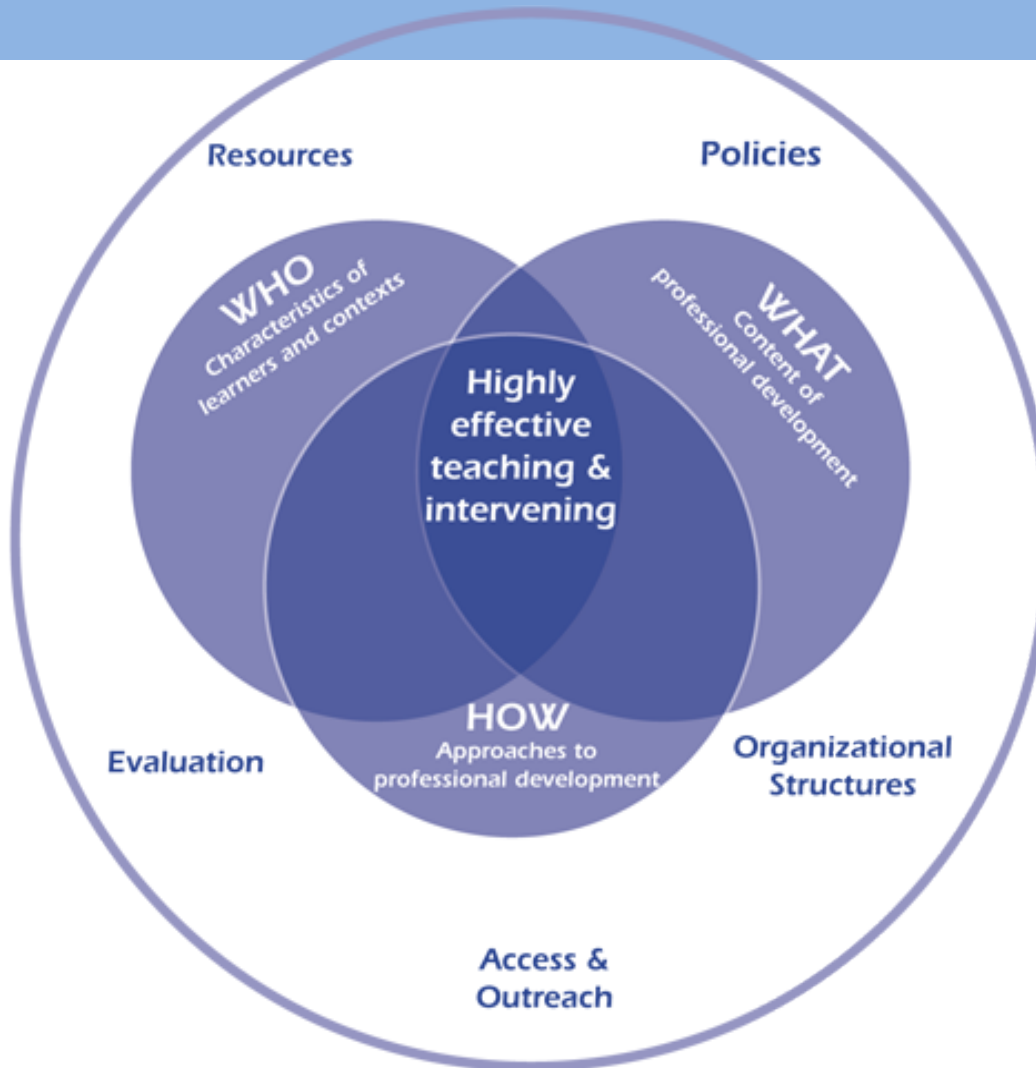 Resources
Policies
WHO
Characteristics of
learners and contexts
WHAT
Content of
professional development
Highly
effective
teaching &
intervening
HOW
Approaches to
professional development
Evaluation
Organizational
Structures
Access &
Outreach